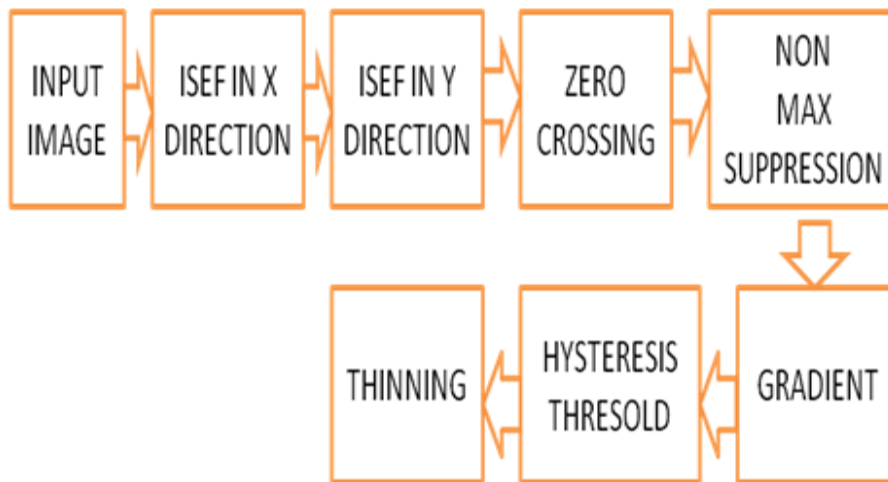 INPUT
IMAGE
ISEF IN X
DIRECTION
ISEF IN Y
DIRECTION
ZERO
CROSSING
NON
MAX
SUPPRESSION
GRADIENT
HYSTERESIS
THRESOLD
THINNING